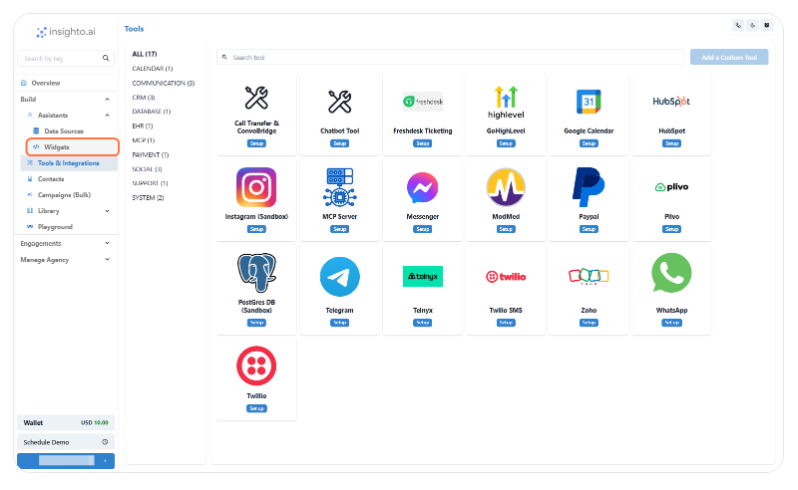 insighto.ai
Tools
Search by tag
Overview
Build
Assistants
Data Sources
Widgets
Tools & Integrations
Contacts
Campaigns (Bulk)
Library
Playground
Engagements
Manage Agency
Wallet USD 10.00
Schedule Demo
ALL (17)
CALENDAR (1)
COMMUNICATION (3)
CRM (3)
DATABASE (1)
EHR (1)
MCP (1)
PAYMENT (1)
SOCIAL (3)
SUPPORT (1)
SYSTEM (2)
Search tool
Add a Custom Tool
Call Transfer &
ConvoBridge
Setup
Chatbot Tool
Setup
freshdesk
Freshdesk Ticketing
Setup
highlevel
GoHighLevel
Setup
31
Google Calendar
Setup
HubSpot
HubSpot
Setup
Instagram (Sandbox)
Setup
MCP Server
Setup
Messenger
Setup
ModMed
Setup
Paypal
Setup
plivo
Plivo
Setup
PostGres DB
(Sandbox)
Setup
Telegram
Setup
telnyx
Telnyx
Setup
twilio
Twilio SMS
Setup
ZOHO
Zoho
Setup
WhatsApp
Setup
Twillio
Setup